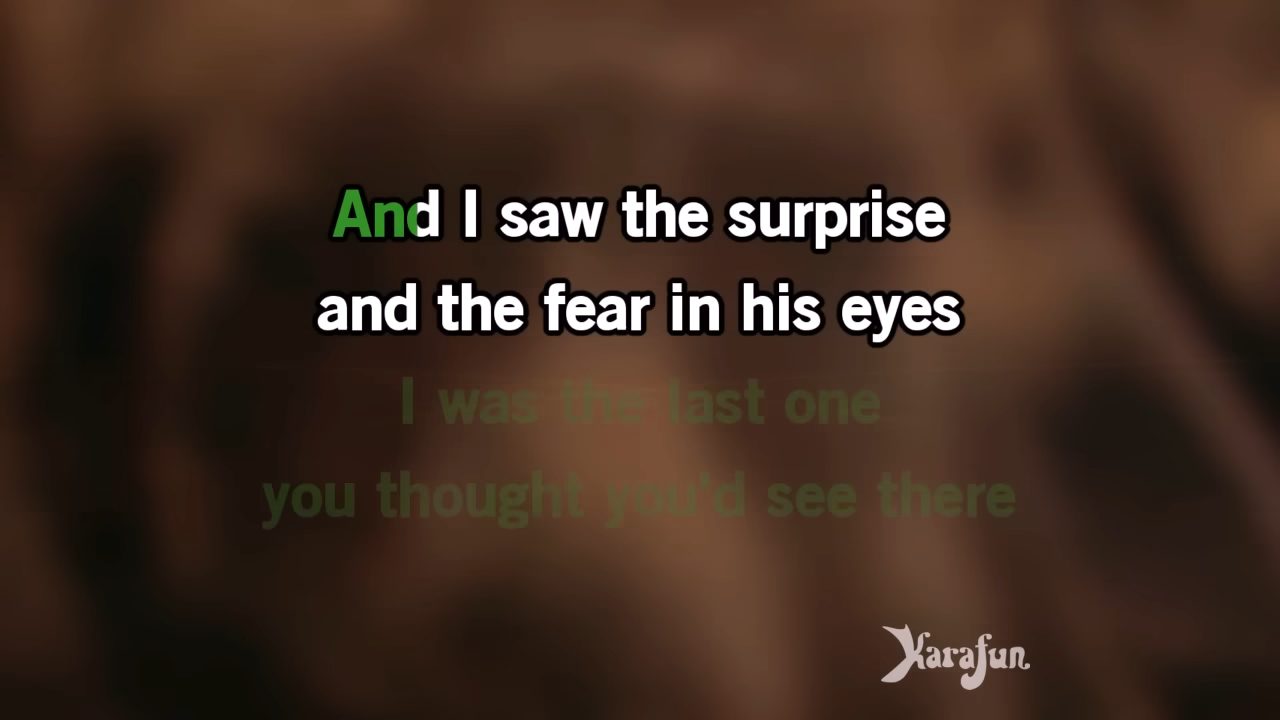 And I saw the surprise
and the fear in his eyes
I was the last one
you thought you'd see there
Karafun